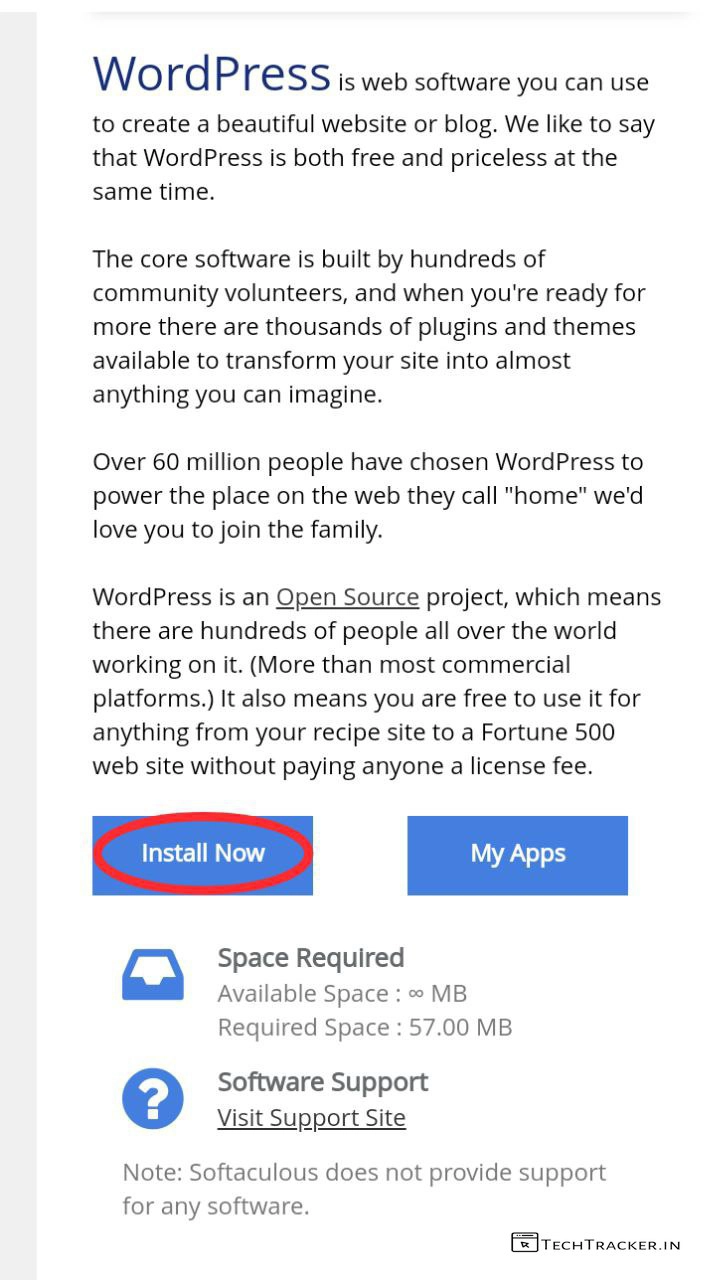 WordPress is web software you can use
to create a beautiful website or blog. We like to say
that WordPress is both free and priceless at the
same time.
The core software is built by hundreds of
community volunteers, and when you're ready for
more there are thousands of plugins and themes
available to transform your site into almost
anything you can imagine.
Over 60 million people have chosen WordPress to
power the place on the web they call "home" we'd
love you to join the family.
WordPress is an Open Source project, which means
there are hundreds of people all over the world
working on it. (More than most commercial
platforms.) It also means you are free to use it for
anything from your recipe site to a Fortune 500
web site without paying anyone a license fee.
Install Now
My Apps
Space Required
Available Space : ∞ MB
Required Space : 57.00 MB
Software Support
Visit Support Site
Note: Softaculous does not provide support
for any software.
TECHTRACKER.IN